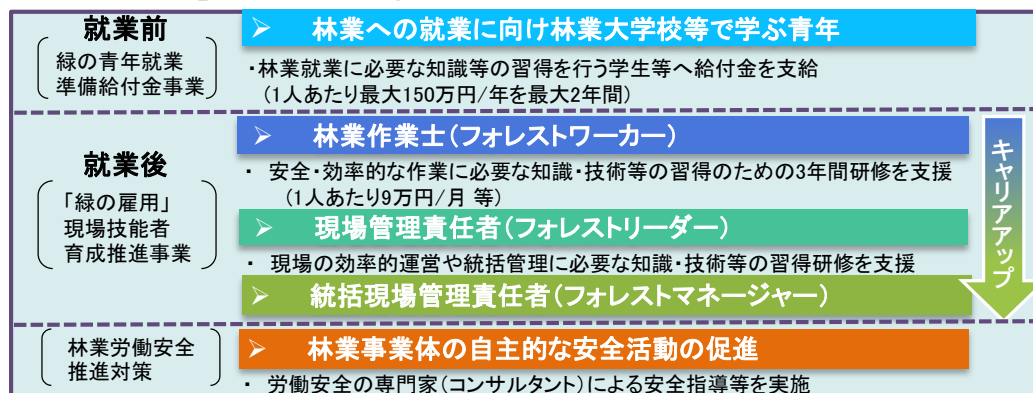 就業前
緑の青年就業
準備給付金事業
➢ 林業への就業に向け林業大学校等で学ぶ青年
・林業就業に必要な知識等の習得を行う学生等へ給付金を支給
(1人あたり最大150万円/年を最大2年間)
就業後
「緑の雇用」
現場技能者
育成推進事業
➢ 林業作業士(フォレストワーカー)
・ 安全・効率的な作業に必要な知識・技術等の習得のための3年間研修を支援
(1人あたり9万円/月 等)
➢ 現場管理責任者(フォレストリーダー)
・ 現場の効率的運営や統括管理に必要な知識・技術等の習得研修を支援
➢ 統括現場管理責任者(フォレストマネージャー)
キャリアアップ
林業労働安全
推進対策
➢ 林業事業体の自主的な安全活動の促進
・ 労働安全の専門家(コンサルタント)による安全指導等を実施